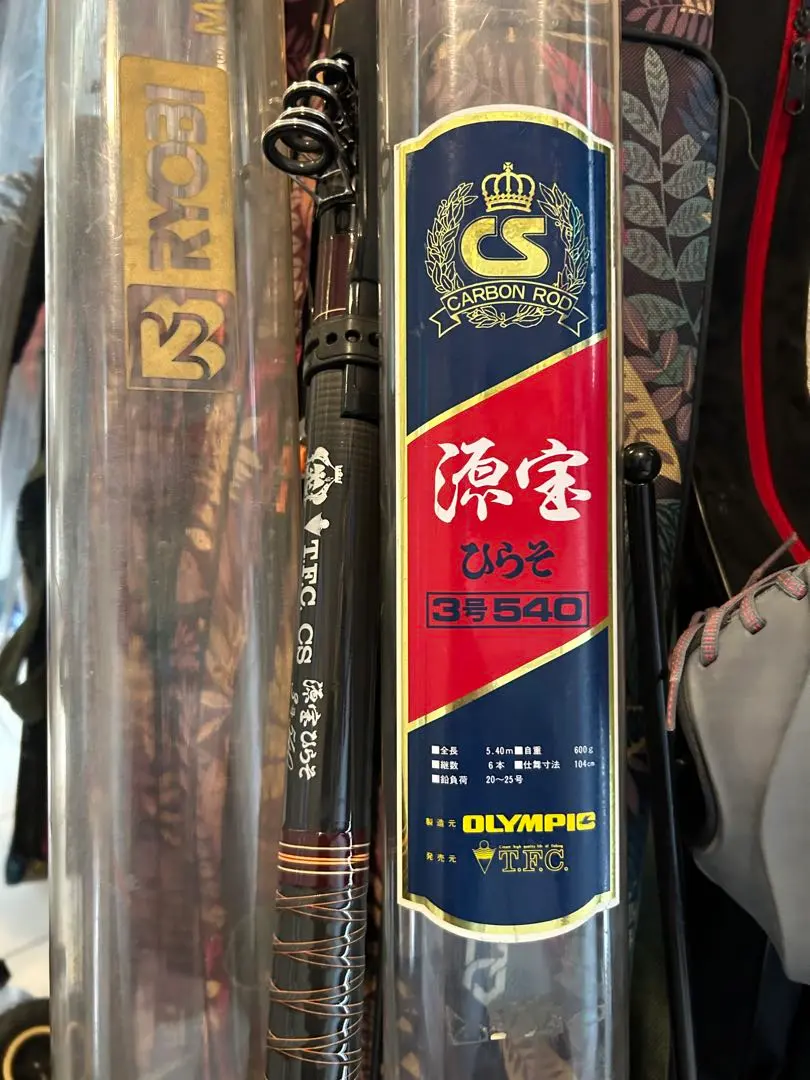 RYOBI
T.F.C. CS 源宝ひらそ
CS
CARBON ROD
源宝
ひらそ
3号540
■全長 5.40m ■自重 600g
■継数 6本 ■仕舞寸法 104cm
■鉛負荷 20〜25号
製造元 OLYMPIC
発売元 T.F.C.